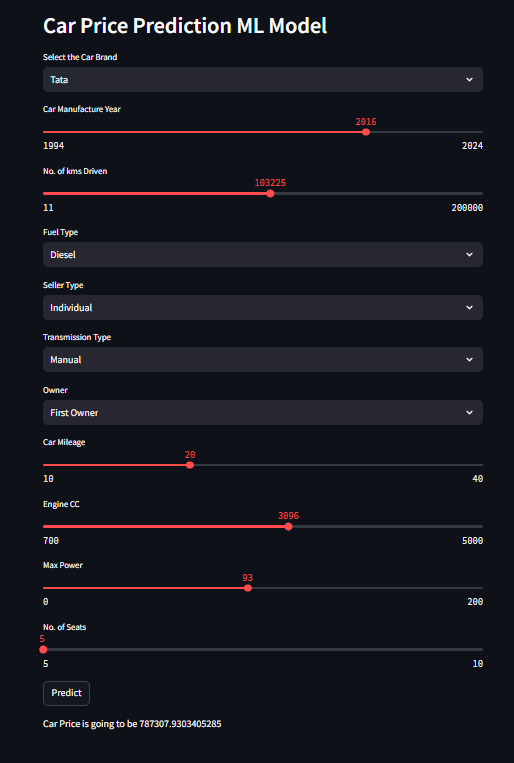 Car Price Prediction ML Model
Select the Car Brand
Tata
Car Manufacture Year
2016
1994 2024
No. of kms Driven
103225
11 200000
Fuel Type
Diesel
Seller Type
Individual
Transmission Type
Manual
Owner
First Owner
Car Mileage
20
10 40
Engine CC
3096
700 5000
Max Power
93
0 200
No. of Seats
5
5 10
Predict
Car Price is going to be 787307.9303405285